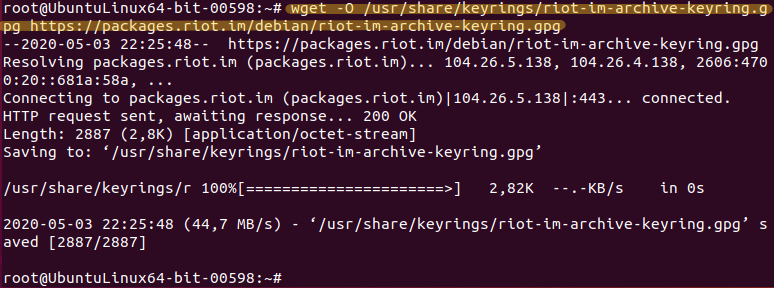 root@UbuntuLinux64-bit-00598:~# wget -O /usr/share/keyrings/riot-im-archive-keyring.g
pg https://packages.riot.im/debian/riot-im-archive-keyring.gpg
--2020-05-03 22:25:48--  https://packages.riot.im/debian/riot-im-archive-keyring.gpg
Resolving packages.riot.im (packages.riot.im)... 104.26.5.138, 104.26.4.138, 2606:470
0:20::681a:58a, ...
Connecting to packages.riot.im (packages.riot.im)|104.26.5.138|:443... connected.
HTTP request sent, awaiting response... 200 OK
Length: 2887 (2,8K) [application/octet-stream]
Saving to: ‘/usr/share/keyrings/riot-im-archive-keyring.gpg’

/usr/share/keyrings/r 100%[=======================>]   2,82K  --.-KB/s    in 0s

2020-05-03 22:25:48 (44,7 MB/s) - ‘/usr/share/keyrings/riot-im-archive-keyring.gpg’ s
aved [2887/2887]

root@UbuntuLinux64-bit-00598:~#